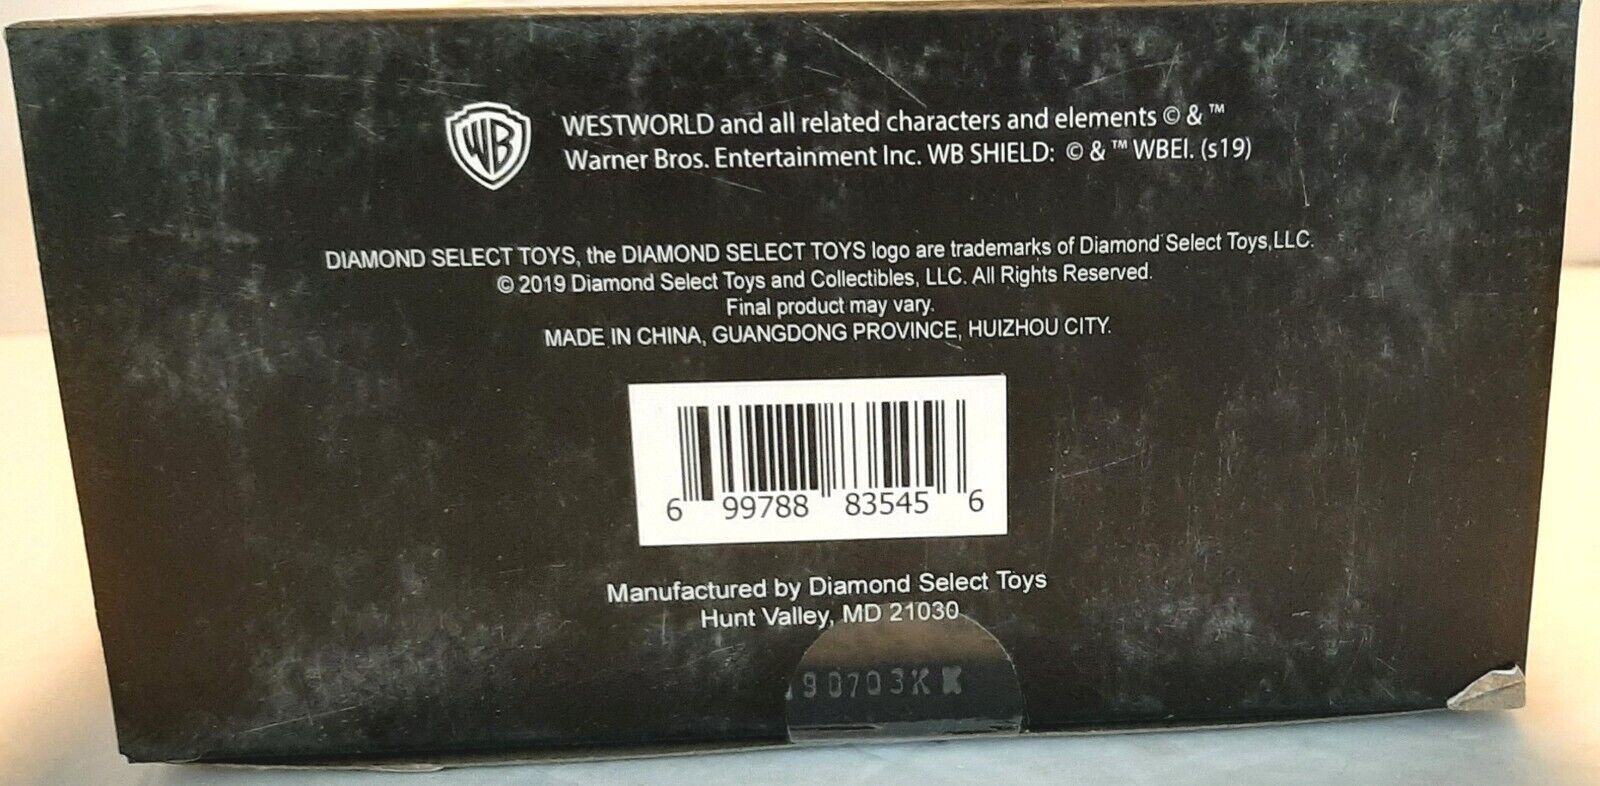 WB
WESTWORLD and all related characters and elements © & ™
Warner Bros. Entertainment Inc. WB SHIELD: © & ™ WBEI. (s19)
DIAMOND SELECT TOYS, the DIAMOND SELECT TOYS logo are trademarks of Diamond Select Toys,LLC.
© 2019 Diamond Select Toys and Collectibles, LLC. All Rights Reserved.
Final product may vary.
MADE IN CHINA, GUANGDONG PROVINCE, HUIZHOU CITY.
6 99788 83545 6
Manufactured by Diamond Select Toys
Hunt Valley, MD 21030